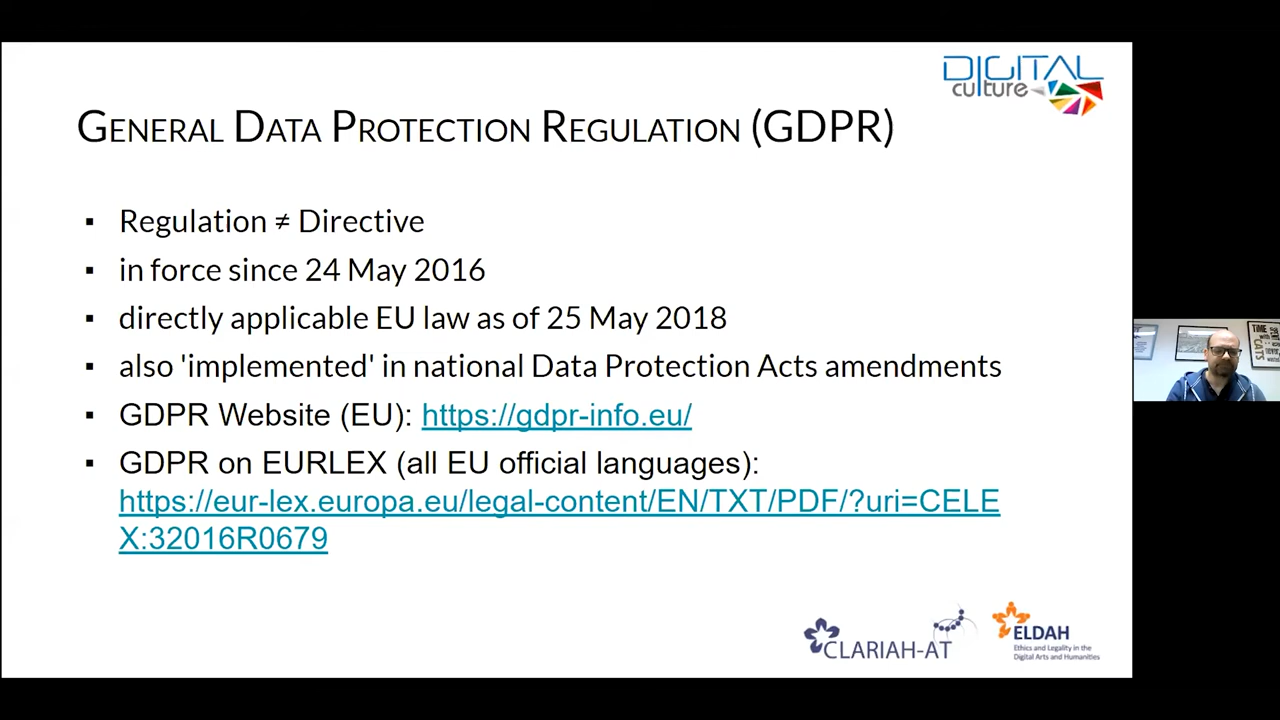 DIGITAL
culture
GENERAL DATA PROTECTION REGULATION (GDPR)
▪ Regulation ≠ Directive
▪ in force since 24 May 2016
▪ directly applicable EU law as of 25 May 2018
▪ also 'implemented' in national Data Protection Acts amendments
▪ GDPR Website (EU): https://gdpr-info.eu/
▪ GDPR on EURLEX (all EU official languages):
https://eur-lex.europa.eu/legal-content/EN/TXT/PDF/?uri=CELE
X:32016R0679
TIME
CATS
CLARIAH-AT
ELDAH
Ethics and Legality in the
Digital Arts and Humanities